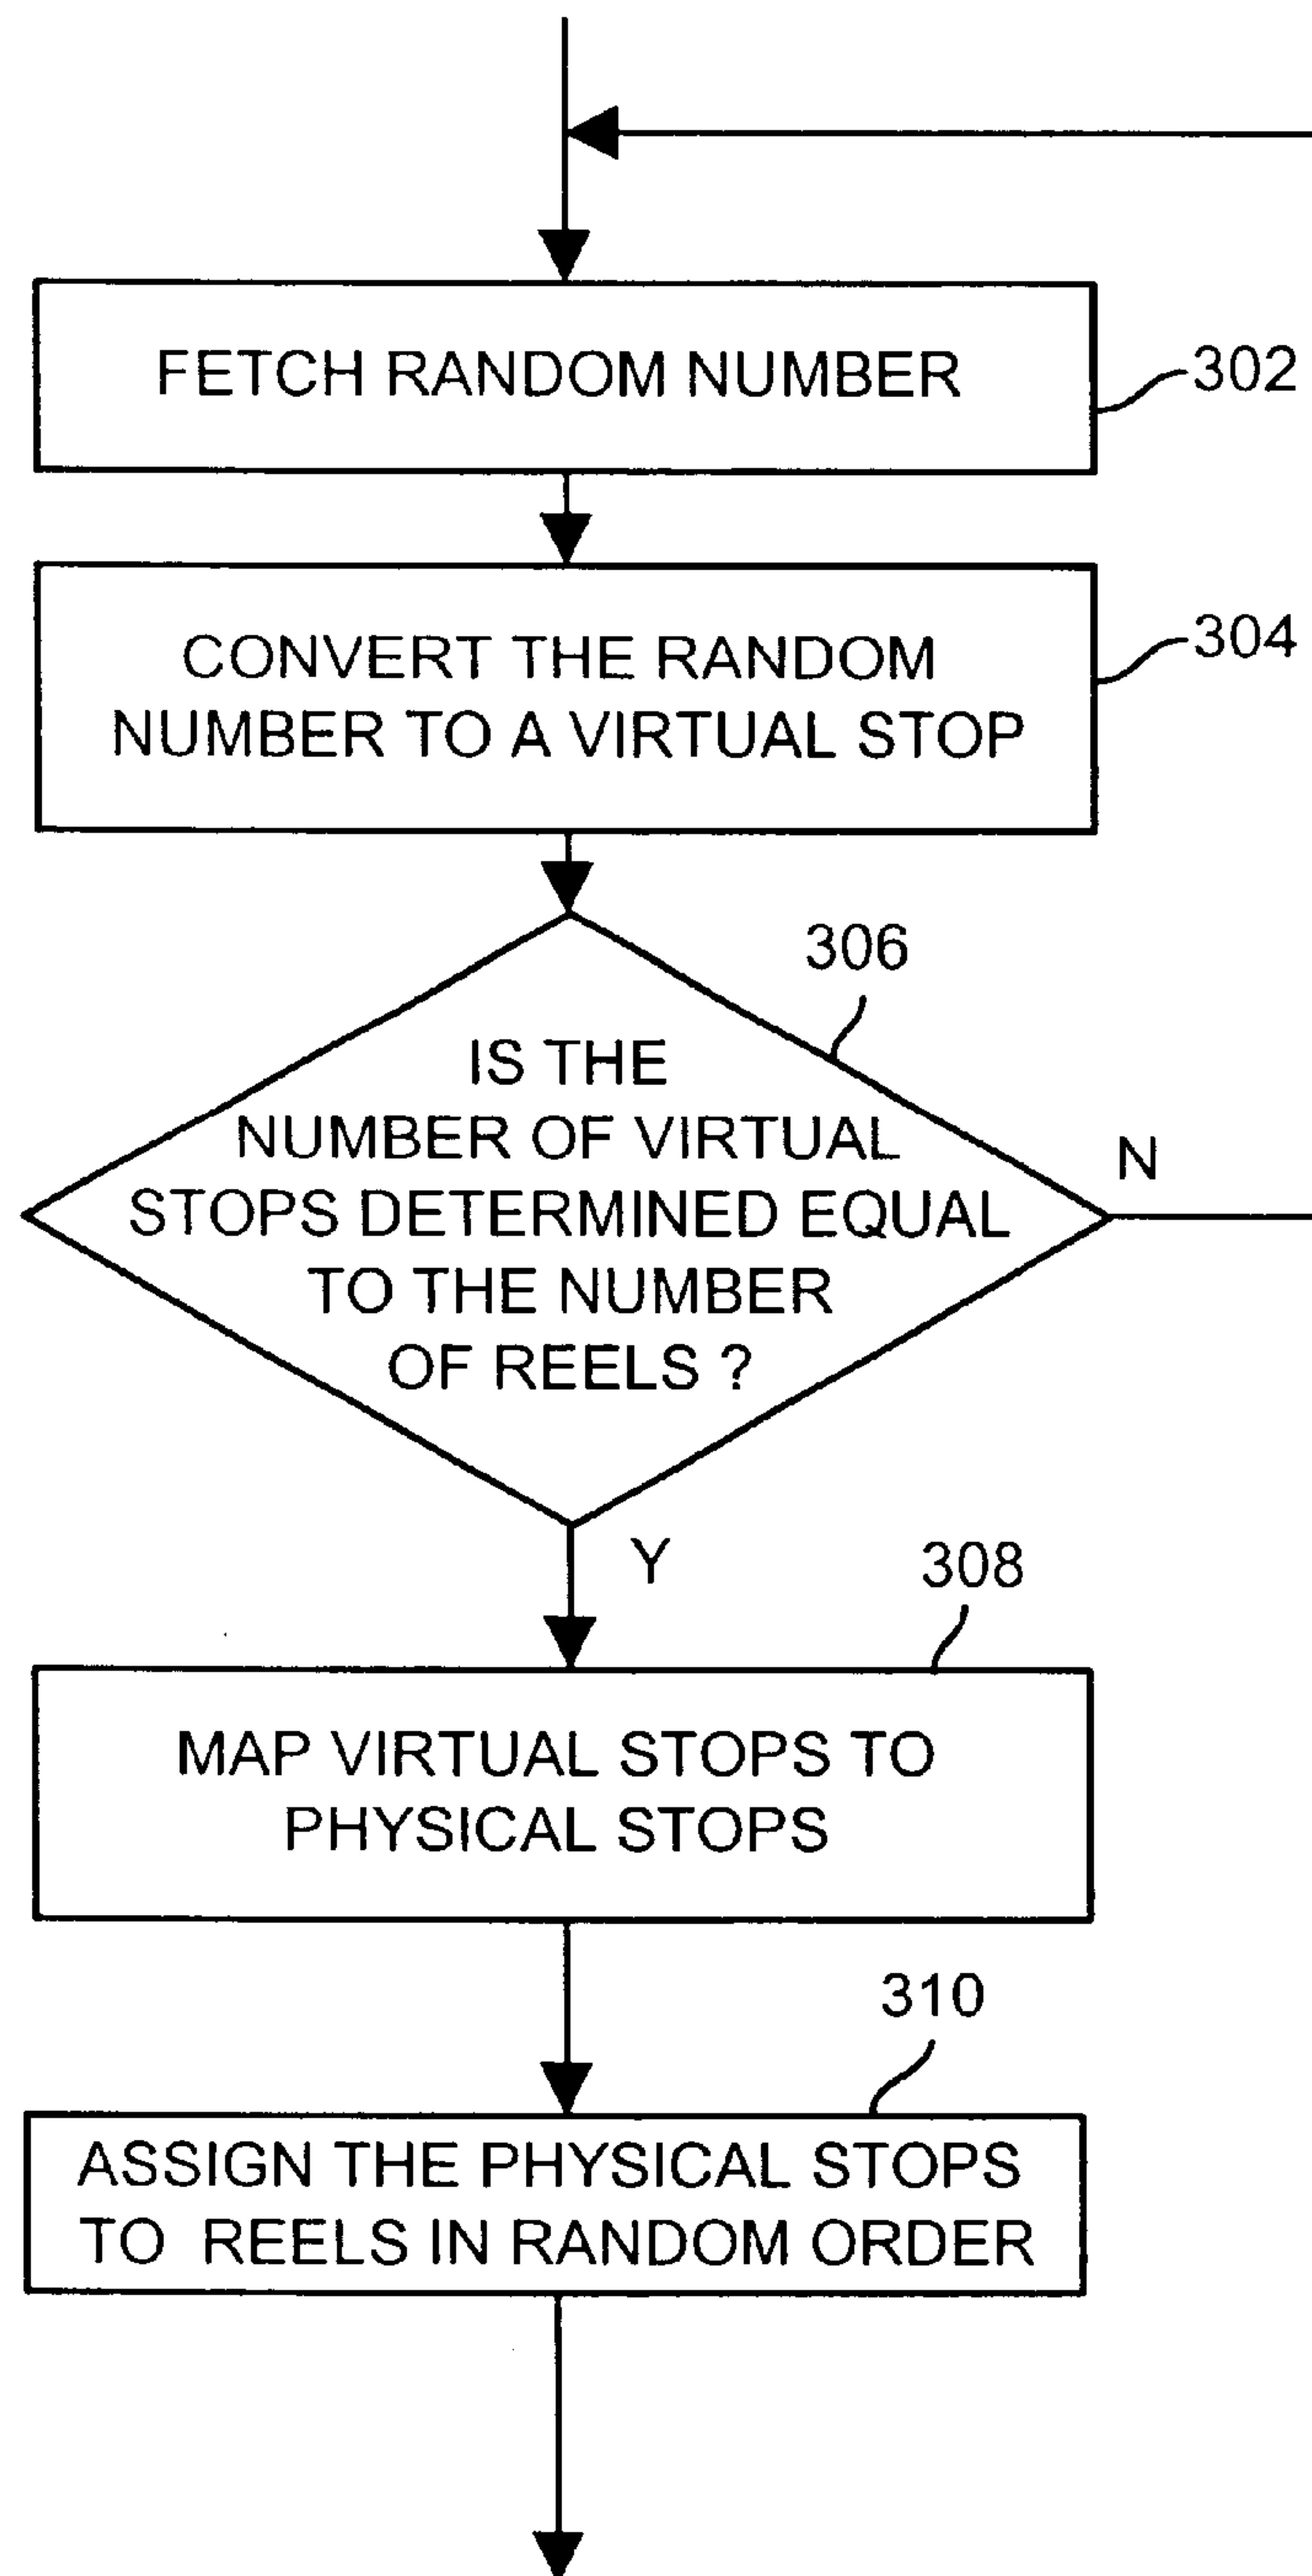 FETCH RANDOM NUMBER
302
CONVERT THE RANDOM
NUMBER TO A VIRTUAL STOP
304
306
IS THE
NUMBER OF VIRTUAL
STOPS DETERMINED EQUAL
TO THE NUMBER
OF REELS ?
N
Y
308
MAP VIRTUAL STOPS TO
PHYSICAL STOPS
310
ASSIGN THE PHYSICAL STOPS
TO REELS IN RANDOM ORDER